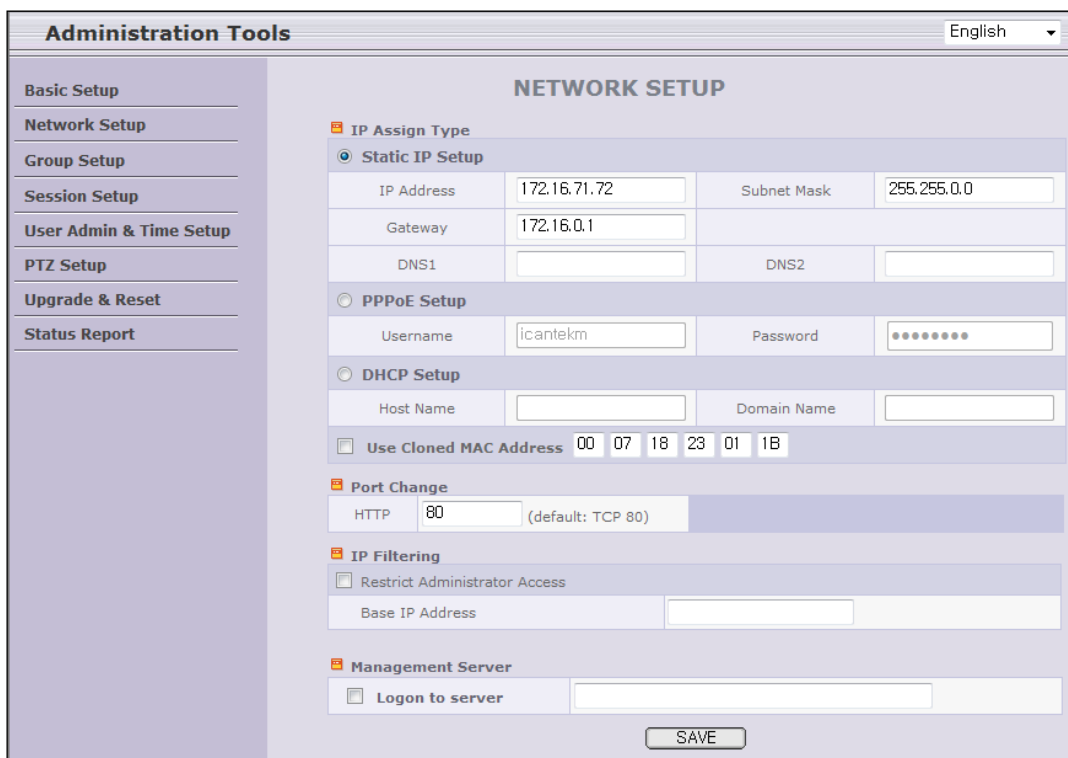 Administration Tools
English
Basic Setup
Network Setup
Group Setup
Session Setup
User Admin & Time Setup
PTZ Setup
Upgrade & Reset
Status Report
NETWORK SETUP
IP Assign Type
Static IP Setup
IP Address 172.16.71.72 Subnet Mask 255.255.0.0
Gateway 172.16.0.1
DNS1 DNS2
PPPoE Setup
Username icantekm Password ●●●●●●●●
DHCP Setup
Host Name Domain Name
Use Cloned MAC Address 00 07 18 23 01 1B
Port Change
HTTP 80 (default: TCP 80)
IP Filtering
Restrict Administrator Access
Base IP Address
Management Server
Logon to server
SAVE